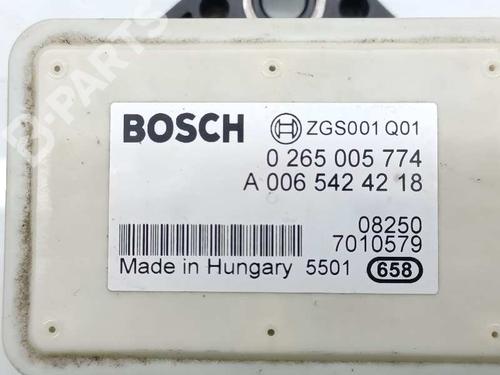 B-PARTS
BOSCH ZGS001 Q01
0 265 005 774
A 006 542 42 18
08250
7010579
Made in Hungary 5501 658